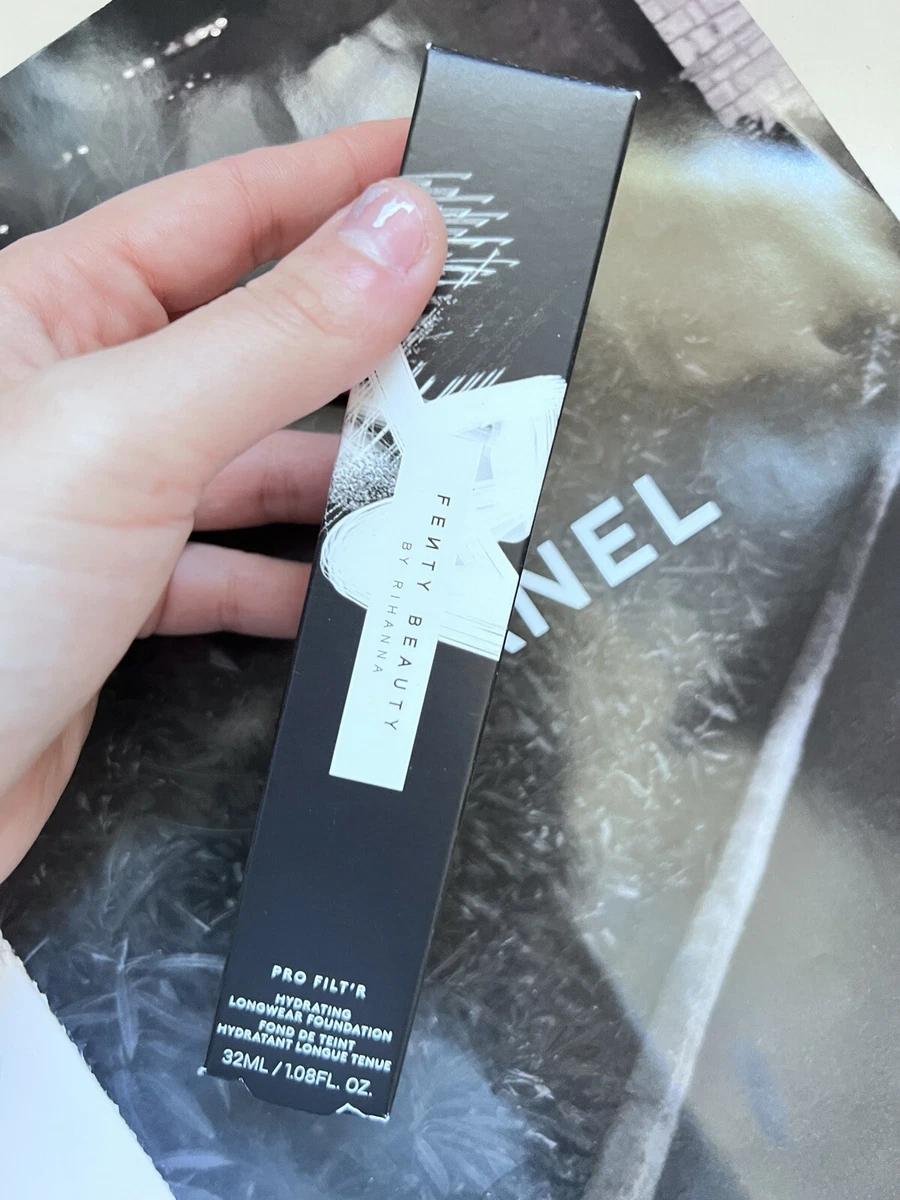 FEИTY BEAUTY
BY RIHANNA
PRO FILT'R
HYDRATING
LONGWEAR FOUNDATION
FOND DE TEINT
HYDRATANT LONGUE TENUE
32ML / 1.08FL. OZ.
NEL